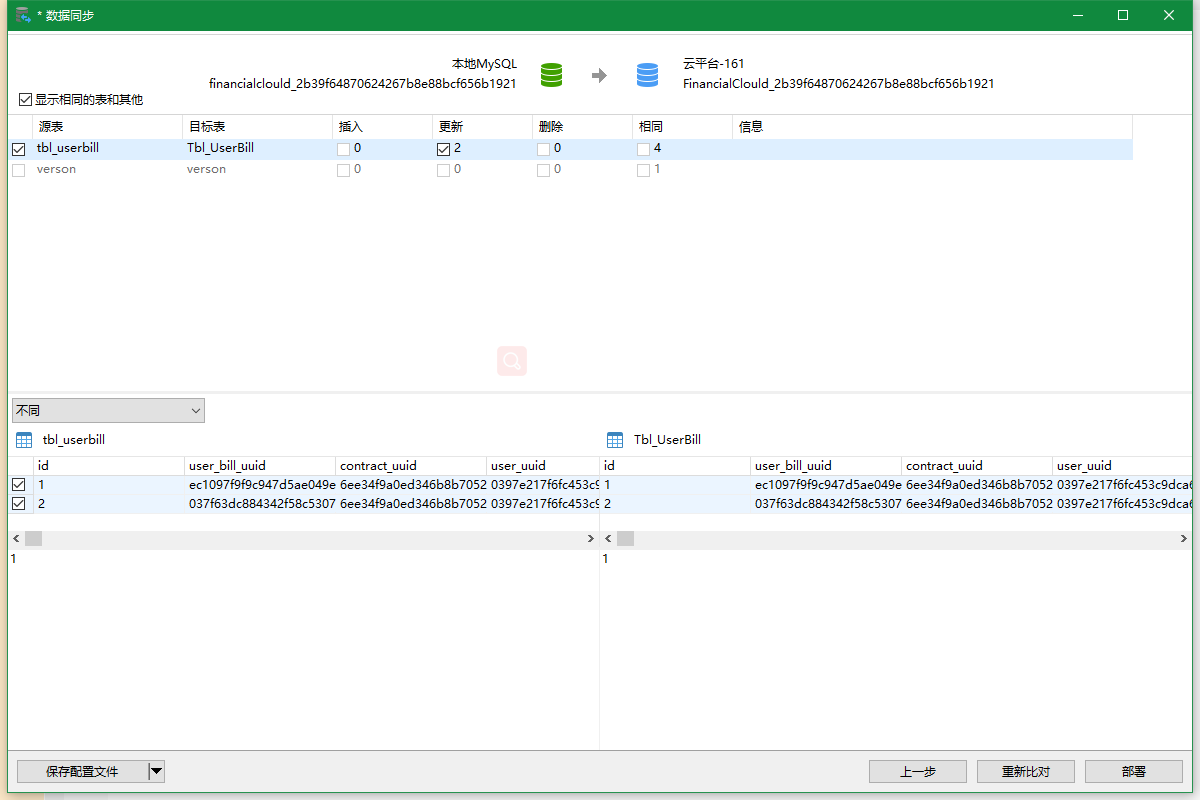 * 数据同步
本地MySQL
financialclould_2b39f64870624267b8e88bcf656b1921
云平台-161
FinancialClould_2b39f64870624267b8e88bcf656b1921
显示相同的表和其他
源表 目标表 插入 更新 删除 相同 信息
tbl_userbill Tbl_UserBill 0 2 0 4
verson verson 0 0 0 1
不同
tbl_userbill
Tbl_UserBill
id user_bill_uuid contract_uuid user_uuid id user_bill_uuid contract_uuid user_uuid
1 ec1097f9f9c947d5ae049e 6ee34f9a0ed346b8b7052 0397e217f6fc453c9 1 ec1097f9f9c947d5ae049e 6ee34f9a0ed346b8b7052 0397e217f6fc453c9dca6
2 037f63dc884342f58c5307 6ee34f9a0ed346b8b7052 0397e217f6fc453c9 2 037f63dc884342f58c5307 6ee34f9a0ed346b8b7052 0397e217f6fc453c9dca6
1 1
保存配置文件 上一步 重新比对 部署